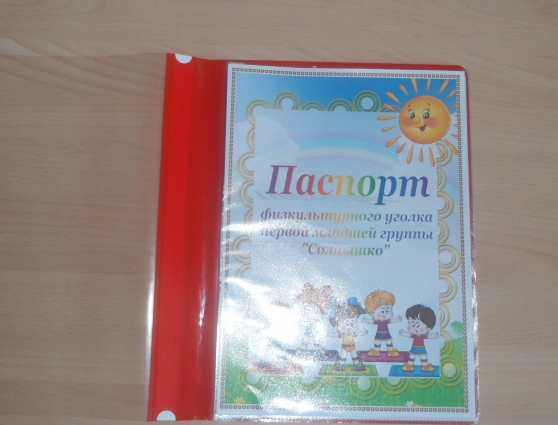 Паспорт
физкультурного уголка
первой младшей группы
"Солнышко"